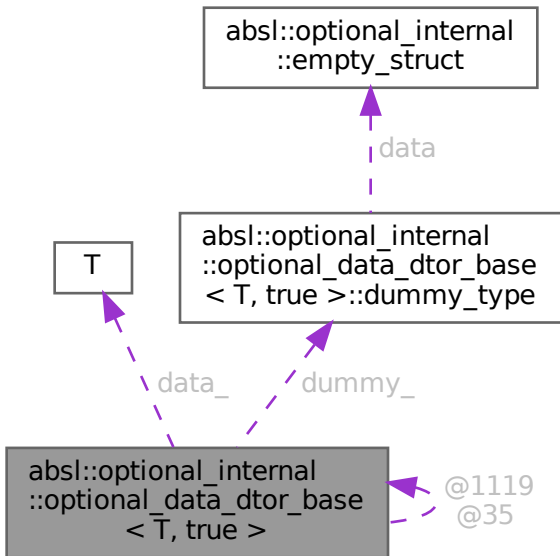 absl::optional_internal
::empty_struct
data
absl::optional_internal
::optional_data_dtor_base
< T, true >::dummy_type
T
data_
dummy_
absl::optional_internal
::optional_data_dtor_base
< T, true >
@1119
@35